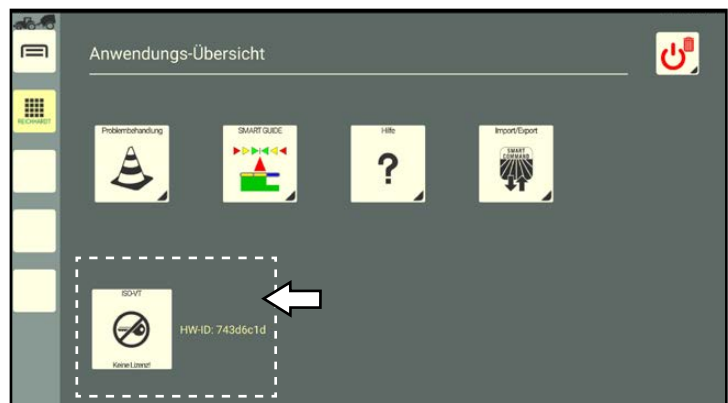 Anwendungs-Übersicht
REICHHARDT
Problembehandlung
SMART GUIDE
Hilfe
?
Import/Export
SMART
COMMAND
ISO-VT
HW-ID: 743d6c1d
Keine Lizenz!